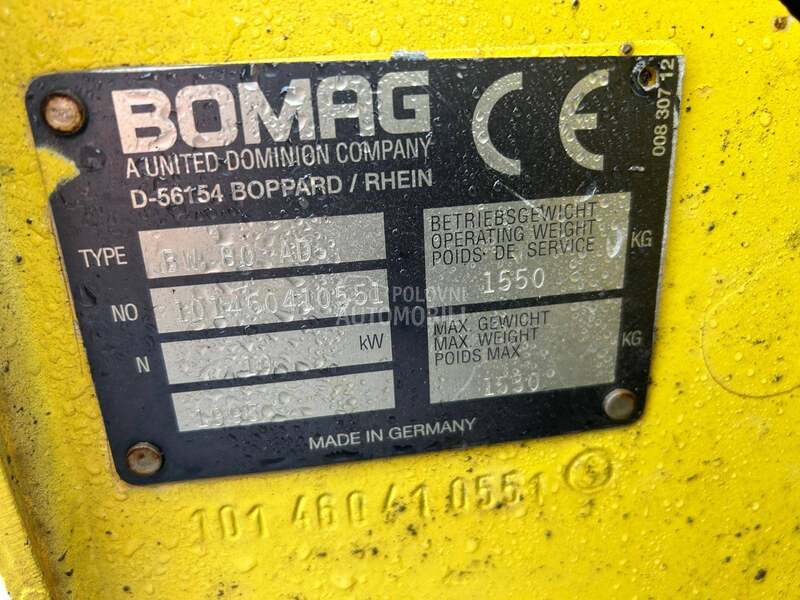 BOMAG
A UNITED DOMINION COMPANY
D-56154 BOPPARD / RHEIN
CE
008 307 12
TYPE BW 80 AD
NO 101460410551
N kW
BETRIEBSGEWICHT
OPERATING WEIGHT
POIDS DE SERVICE
1550
KG
MAX. GEWICHT
MAX. WEIGHT
POIDS MAX
KG
MADE IN GERMANY
POLOVNI
AUTOMOBILI
101 460 41 0551